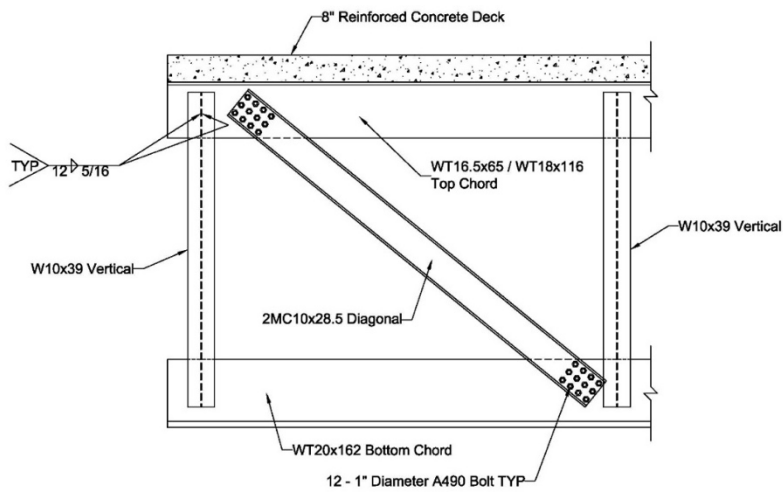 8" Reinforced Concrete Deck
TYP
12 5/16
WT16.5x65 / WT18x116
Top Chord
W10x39 Vertical
W10x39 Vertical
2MC10x28.5 Diagonal
WT20x162 Bottom Chord
12 - 1" Diameter A490 Bolt TYP